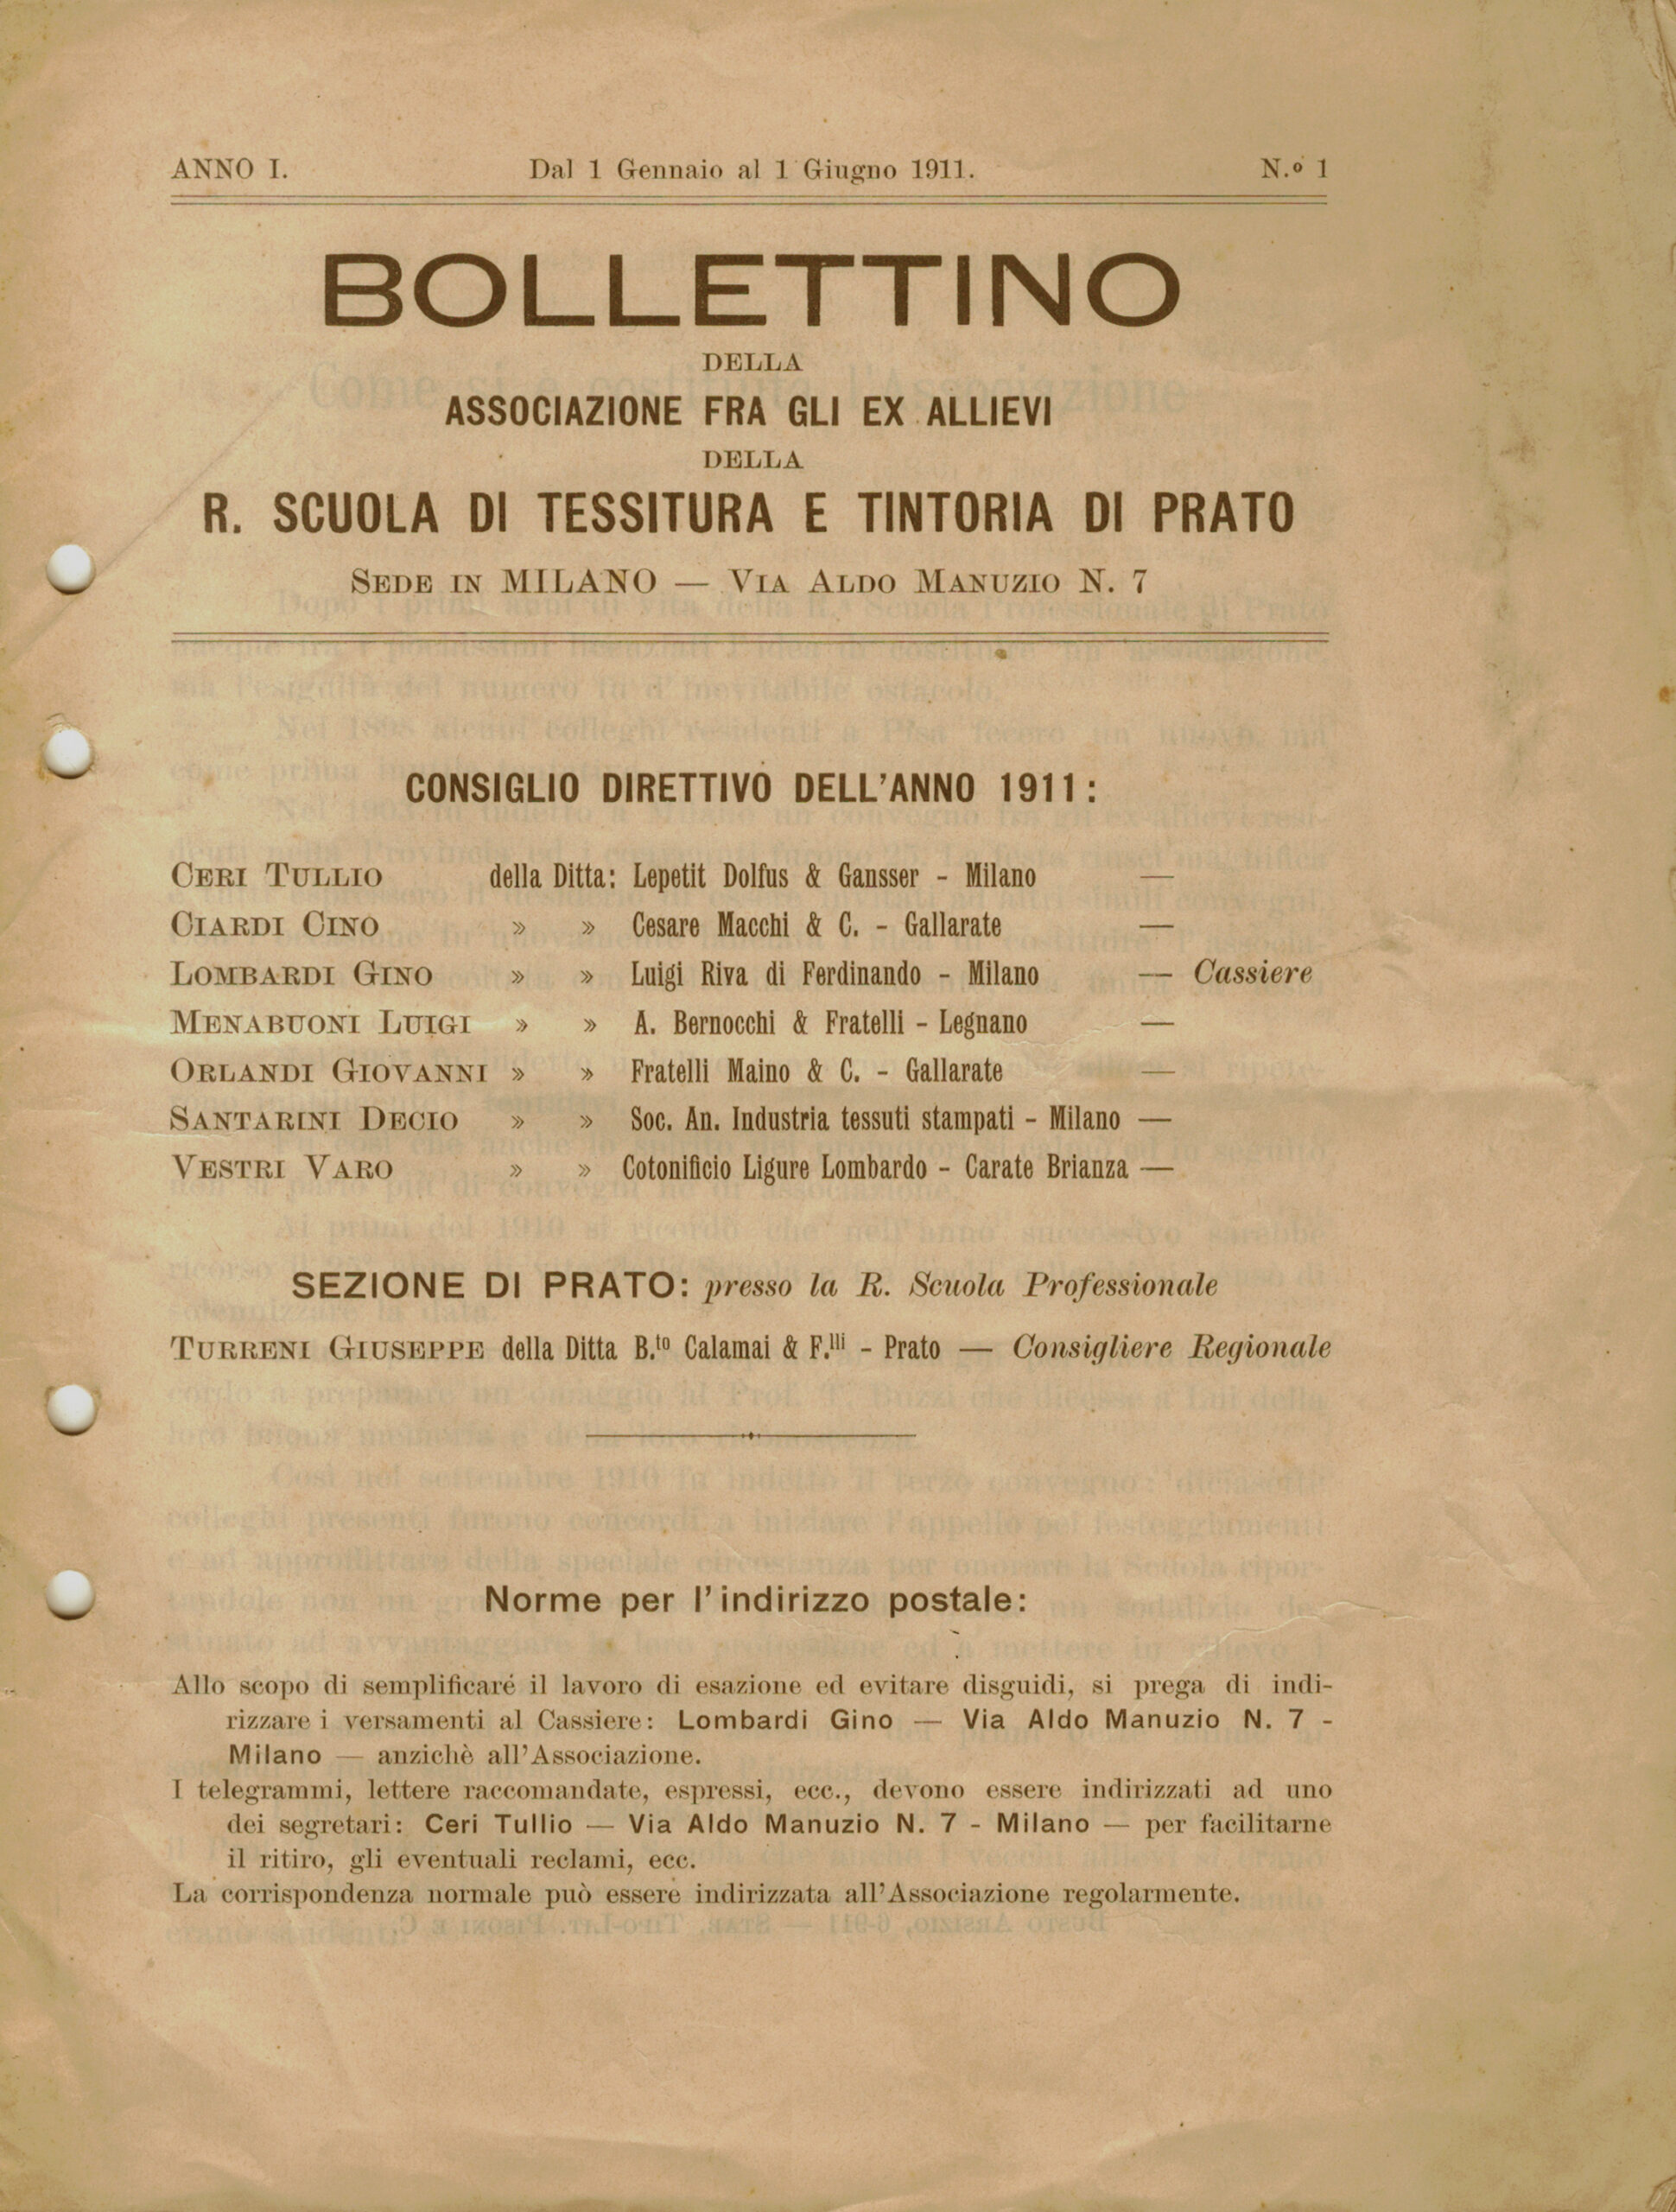 ANNO I. Dal 1 Gennaio al 1 Giugno 1911. N.º 1
BOLLETTINO
DELLA
ASSOCIAZIONE FRA GLI EX ALLIEVI
DELLA
R. SCUOLA DI TESSITURA E TINTORIA DI PRATO
SEDE IN MILANO — VIA ALDO MANUZIO N. 7
CONSIGLIO DIRETTIVO DELL'ANNO 1911:
CERI TULLIO della Ditta: Lepetit Dolfus & Gansser - Milano —
CIARDI CINO » » Cesare Macchi & C. - Gallarate —
LOMBARDI GINO » » Luigi Riva di Ferdinando - Milano — Cassiere
MENABUONI LUIGI » » A. Bernocchi & Fratelli - Legnano —
ORLANDI GIOVANNI » » Fratelli Maino & C. - Gallarate —
SANTARINI DECIO » » Soc. An. Industria tessuti stampati - Milano —
VESTRI VARO » » Cotonificio Ligure Lombardo - Carate Brianza —
SEZIONE DI PRATO: presso la R. Scuola Professionale
TURRENI GIUSEPPE della Ditta B.to Calamai & F.lli - Prato — Consigliere Regionale
Norme per l'indirizzo postale:
Allo scopo di semplificare il lavoro di esazione ed evitare disguidi, si prega di indi-
rizzare i versamenti al Cassiere: Lombardi Gino — Via Aldo Manuzio N. 7 -
Milano — anzichè all'Associazione.
I telegrammi, lettere raccomandate, espressi, ecc., devono essere indirizzati ad uno
dei segretari: Ceri Tullio — Via Aldo Manuzio N. 7 - Milano — per facilitarne
il ritiro, gli eventuali reclami, ecc.
La corrispondenza normale può essere indirizzata all'Associazione regolarmente.